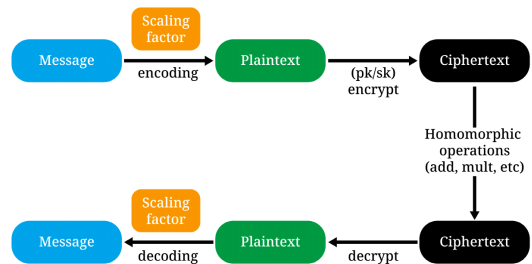 Scaling
factor
Message
encoding
Plaintext
(pk/sk)
encrypt
Ciphertext
Homomorphic
operations
(add, mult, etc)
Scaling
factor
Message
decoding
Plaintext
decrypt
Ciphertext